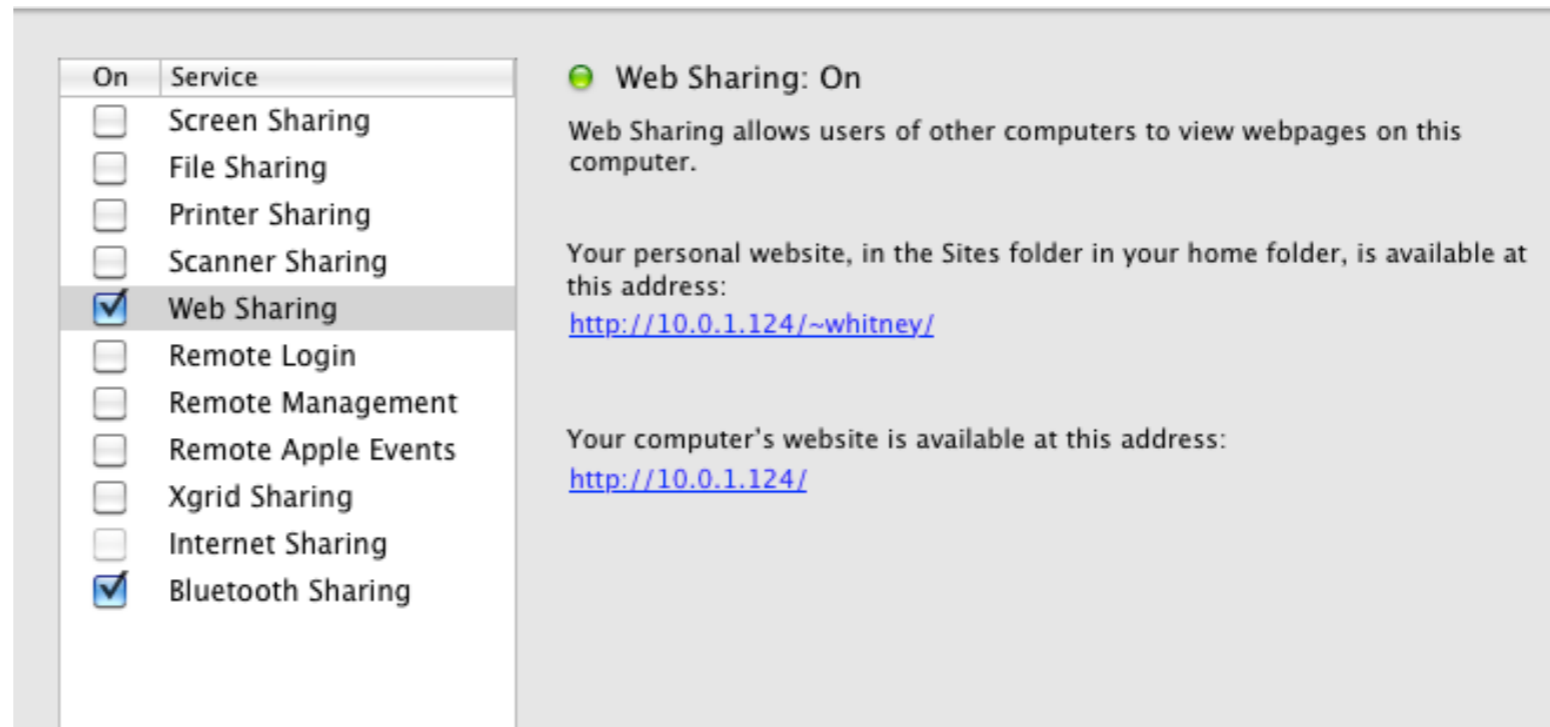 On Service
Screen Sharing
File Sharing
Printer Sharing
Scanner Sharing
Web Sharing
Remote Login
Remote Management
Remote Apple Events
Xgrid Sharing
Internet Sharing
Bluetooth Sharing
Web Sharing: On
Web Sharing allows users of other computers to view webpages on this
computer.
Your personal website, in the Sites folder in your home folder, is available at
this address:
http://10.0.1.124/~whitney/
Your computer’s website is available at this address:
http://10.0.1.124/